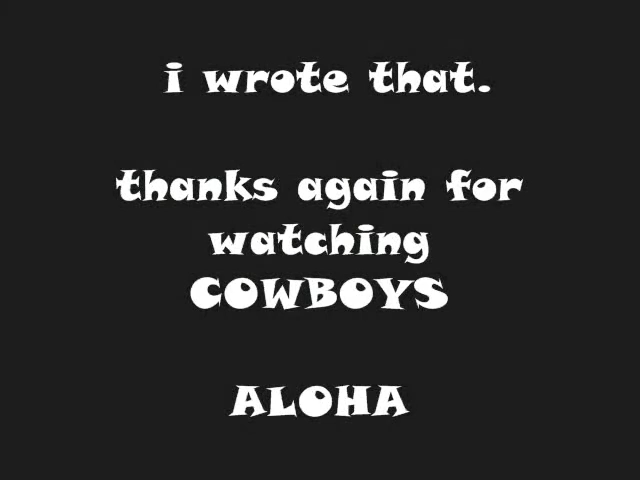 i wrote that.
thanks again for
watching
COWBOYS
ALOHA